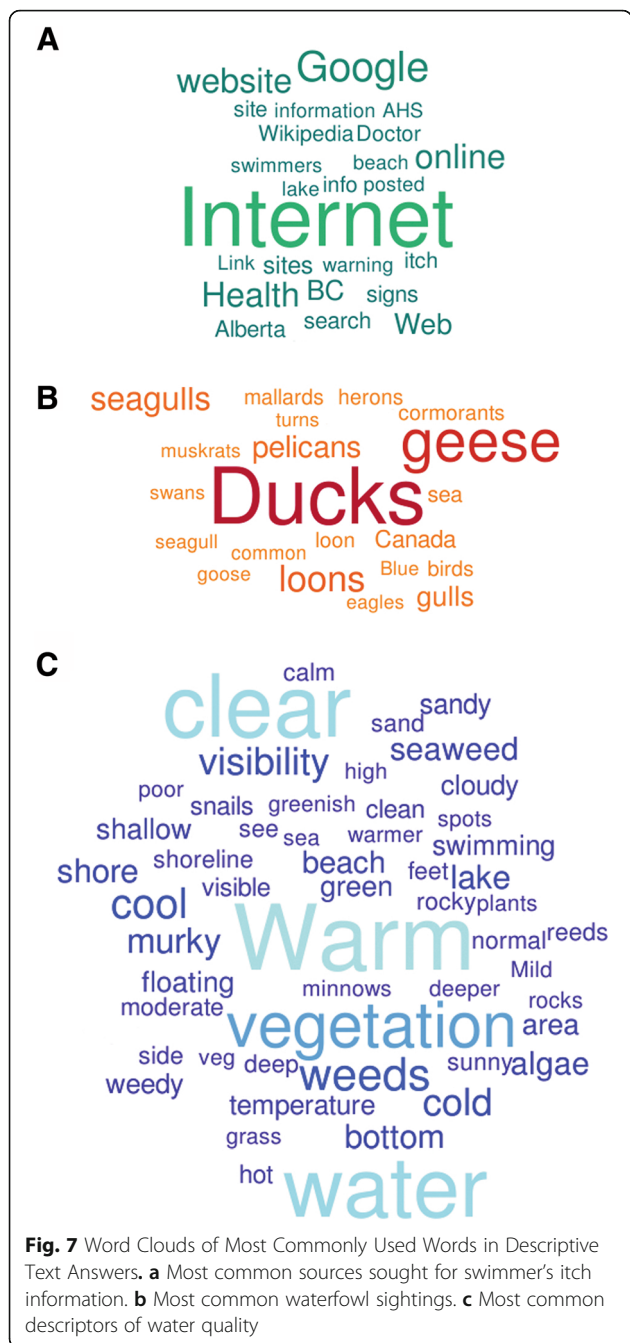 A
website Google
site information AHS
Wikipedia Doctor
swimmers beach online
lake info posted
Internet
Link sites warning itch
Health BC signs
Alberta search Web
B
seagulls mallards herons
turns cormorants
muskrats pelicans geese
swans Ducks sea
seagull common loon Canada
goose loons Blue birds
eagles gulls
C
calm
clear sand sandy
visibility high seaweed
poor cloudy
snails greenish clean spots
shallow see sea warmer swimming
shore shoreline beach feet lake
visible green
cool rocky plants
murky Warm normal reeds
Mild
floating minnows deeper
moderate rocks
vegetation area
side veg deep weeds sunny algae
weedy
temperature cold
grass bottom
hot water
Fig. 7 Word Clouds of Most Commonly Used Words in Descriptive
Text Answers. a Most common sources sought for swimmer's itch
information. b Most common waterfowl sightings. c Most common
descriptors of water quality